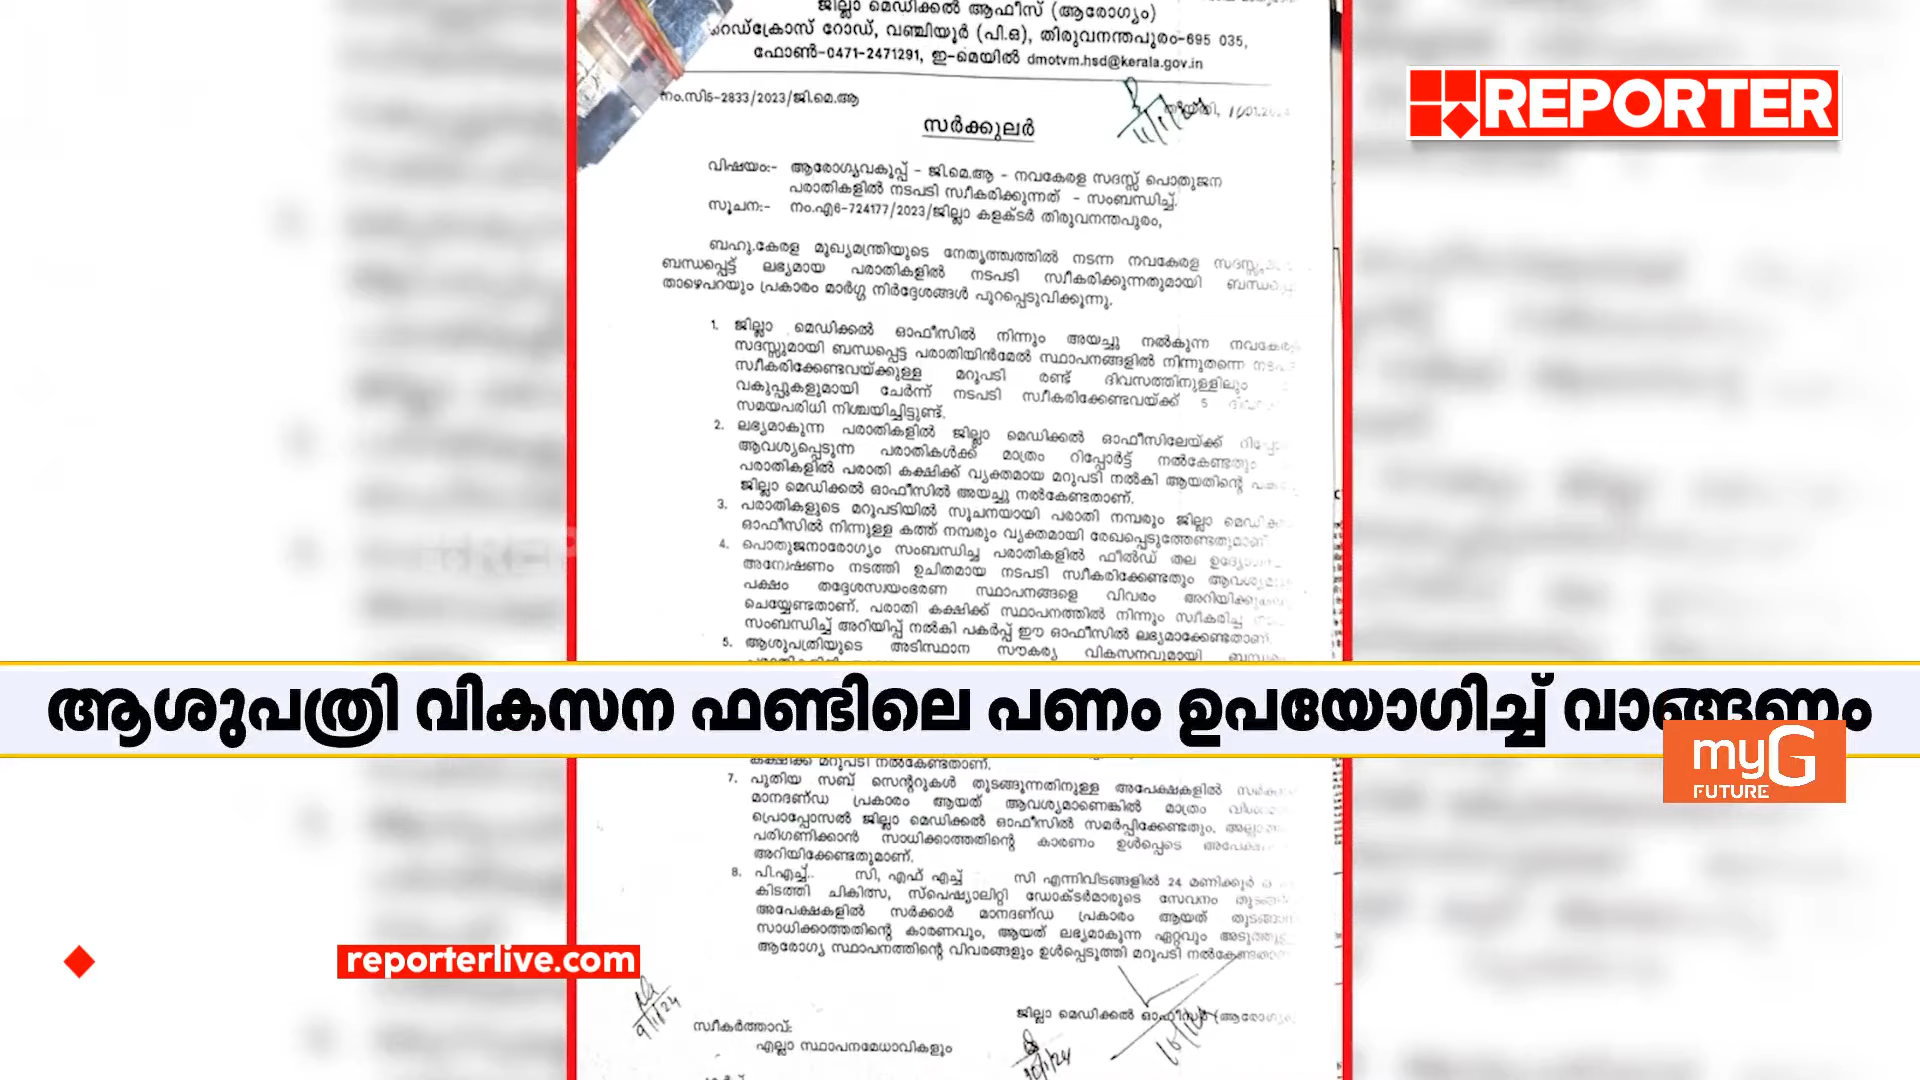 ജില്ലാ മെഡിക്കൽ ആഫീസ് (ആരോഗ്യം)
റെഡ്ക്രോസ് റോഡ്, വഞ്ചിയൂർ (പി.ഒ), തിരുവനന്തപുരം-695 035,
ഫോൺ-0471-2471291, ഇ-മെയിൽ dmotvm.hsd@kerala.gov.in
REPORTER
നം.സി5-2833/2023/ജി.മെ.ആ
സർക്കുലർ
വിഷയം:- ആരോഗ്യവകുപ്പ് - ജി.മെ.ആ - നവകേരള സദസ്സ് പൊതുജന
പരാതികളിൽ നടപടി സ്വീകരിക്കുന്നത് - സംബന്ധിച്ച്.
സൂചന:- നം.എ6-724177/2023/ജില്ലാ കളക്ടർ തിരുവനന്തപുരം,
ബഹു.കേരള മുഖ്യമന്ത്രിയുടെ നേതൃത്വത്തിൽ നടന്ന നവകേരള
ബന്ധപ്പെട്ട് ലഭ്യമായ പരാതികളിൽ നടപടി സ്വീകരിക്കുന്നതുമായി
താഴെപറയും പ്രകാരം മാർഗ്ഗ നിർദ്ദേശങ്ങൾ പുറപ്പെടുവിക്കുന്നു.
1. ജില്ലാ മെഡിക്കൽ ഓഫീസിൽ നിന്നും അയച്ചു നൽകുന്ന
സദസ്സുമായി ബന്ധപ്പെട്ട പരാതിയിൻമേൽ സ്ഥാപനങ്ങളിൽ നിന്നുതന്നെ
സ്വീകരിക്കേണ്ടവയ്ക്കുള്ള മറുപടി രണ്ട് ദിവസത്തിനുള്ളിലും
വകുപ്പുകളുമായി ചേർന്ന് നടപടി സ്വീകരിക്കേണ്ടവയ്ക്ക് 5
സമയപരിധി നിശ്ചയിച്ചിട്ടുണ്ട്.
2. ലഭ്യമാകുന്ന പരാതികളിൽ ജില്ലാ മെഡിക്കൽ ഓഫീസിലേയ്ക്ക്
ആവശ്യപ്പെടുന്ന പരാതികൾക്ക് മാത്രം റിപ്പോർട്ട് നൽകേണ്ടതും
പരാതികളിൽ പരാതി കക്ഷിക്ക് വ്യക്തമായ മറുപടി നൽകി ആയതിന്റെ
ജില്ലാ മെഡിക്കൽ ഓഫീസിൽ അയച്ചു നൽകേണ്ടതാണ്.
3. പരാതികളുടെ മറുപടിയിൽ സൂചനയായി പരാതി നമ്പരും ജില്ലാ
ഓഫീസിൽ നിന്നുള്ള കത്ത് നമ്പരും വ്യക്തമായി രേഖപ്പെടുത്തേണ്ടതുമാണ്.
4. പൊതുജനാരോഗ്യം സംബന്ധിച്ച പരാതികളിൽ ഫീൽഡ് തല
അന്വേഷണം നടത്തി ഉചിതമായ നടപടി സ്വീകരിക്കേണ്ടതും
പക്ഷം തദ്ദേശസ്വയംഭരണ സ്ഥാപനങ്ങളെ വിവരം
ചെയ്യേണ്ടതാണ്. പരാതി കക്ഷിക്ക് സ്ഥാപനത്തിൽ നിന്നും സ്വീകരിച്ച
സംബന്ധിച്ച് അറിയിപ്പ് നൽകി പകർപ്പ് ഈ ഓഫീസിൽ ലഭ്യമാക്കേണ്ടതാണ്.
5. ആശുപത്രിയുടെ അടിസ്ഥാന സൗകര്യ വികസനവുമായി
ആശുപത്രി വികസന ഫണ്ടിലെ പണം ഉപയോഗിച്ച് വാങ്ങണം
myG
FUTURE
കക്ഷിക്ക് മറുപടി നൽകേണ്ടതാണ്.
7. പുതിയ സബ് സെന്ററുകൾ തുടങ്ങുന്നതിനുള്ള അപേക്ഷകളിൽ
മാനദണ്ഡ പ്രകാരം ആയത് ആവശ്യമാണെങ്കിൽ മാത്രം
പ്രൊപ്പോസൽ ജില്ലാ മെഡിക്കൽ ഓഫീസിൽ സമർപ്പിക്കേണ്ടതും.
പരിഗണിക്കാൻ സാധിക്കാത്തതിന്റെ കാരണം ഉൾപ്പെടെ
അറിയിക്കേണ്ടതുമാണ്.
8. പി.എച്ച്.. സി, എഫ് എച്ച് സി എന്നിവിടങ്ങളിൽ 24 മണിക്കൂർ
കിടത്തി ചികിത്സ, സ്പെഷ്യാലിറ്റി ഡോക്ടർമാരുടെ സേവനം
അപേക്ഷകളിൽ സർക്കാർ മാനദണ്ഡ പ്രകാരം ആയത്
സാധിക്കാത്തതിന്റെ കാരണവും, ആയത് ലഭ്യമാകുന്ന ഏറ്റവും
ആരോഗ്യ സ്ഥാപനത്തിന്റെ വിവരങ്ങളും ഉൾപ്പെടുത്തി മറുപടി
reporterlive.com
9/1/24
ജില്ലാ മെഡിക്കൽ ഓഫീസർ
സ്വീകർത്താവ്:
എല്ലാ സ്ഥാപനമേധാവികളും
10/1/24